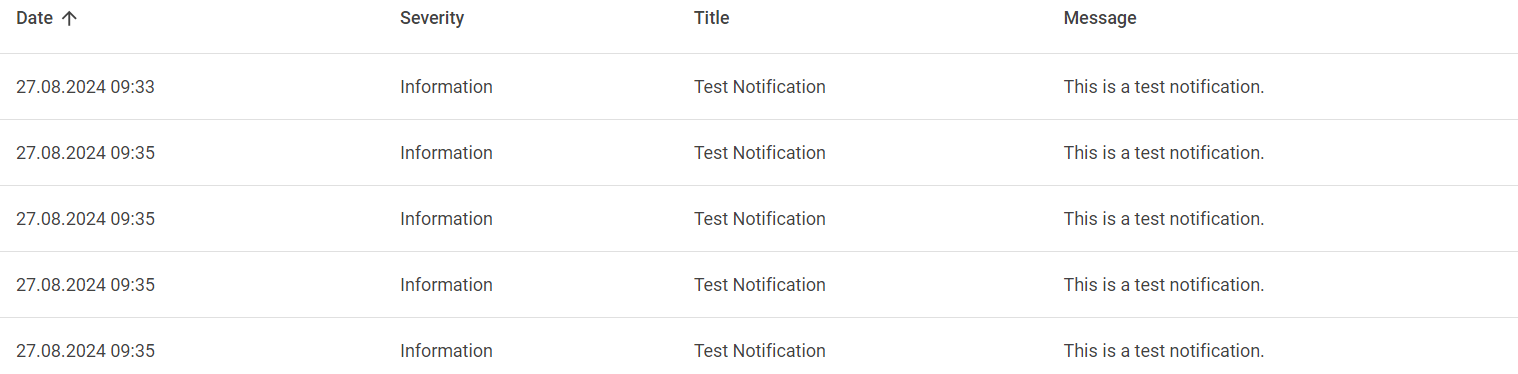 Date Severity Title Message
27.08.2024 09:33 Information Test Notification This is a test notification.
27.08.2024 09:35 Information Test Notification This is a test notification.
27.08.2024 09:35 Information Test Notification This is a test notification.
27.08.2024 09:35 Information Test Notification This is a test notification.
27.08.2024 09:35 Information Test Notification This is a test notification.